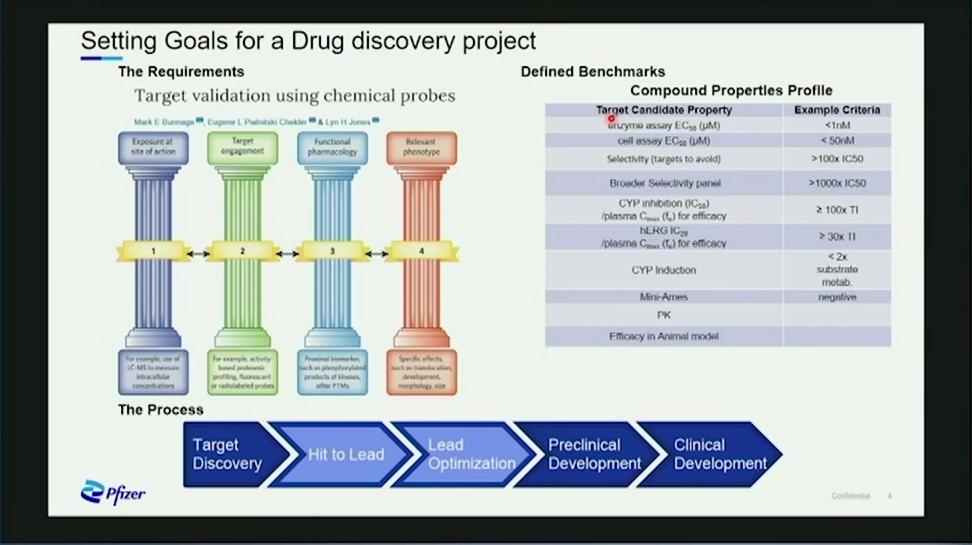 Setting Goals for a Drug discovery project
The Requirements
Target validation using chemical probes
Mark E Bunnage, Eugene L Piatnitski Chekler & Lyn H Jones
Exposure at
site of action
Target
engagement
Functional
pharmacology
Relevant
phenotype
1
2
3
4
For example, use of
LC-MS to measure
intracellular
concentrations
For example, activity-
based proteomic
profiling, fluorescent
or radiolabeled probes
Proximal biomarker,
such as phosphorylated
products of kinases,
other PTMs
Specific effects,
such as translocation,
development,
morphology, size
Defined Benchmarks
Compound Properties Profile
Target Candidate Property Example Criteria
enzyme assay EC50 (µM) <1nM
cell assay EC50 (µM) < 50nM
Selectivity (targets to avoid) >100x IC50
Broader Selectivity panel >1000x IC50
CYP inhibition (IC50)
/plasma Cmax (fu) for efficacy ≥ 100x TI
hERG IC20
/plasma Cmax (fu) for efficacy ≥ 30x TI
CYP Induction < 2x
substrate
metab.
Mini-Ames negative
PK
Efficacy in Animal model
The Process
Target
Discovery
Hit to Lead
Lead
Optimization
Preclinical
Development
Clinical
Development
Pfizer
Confidential 4